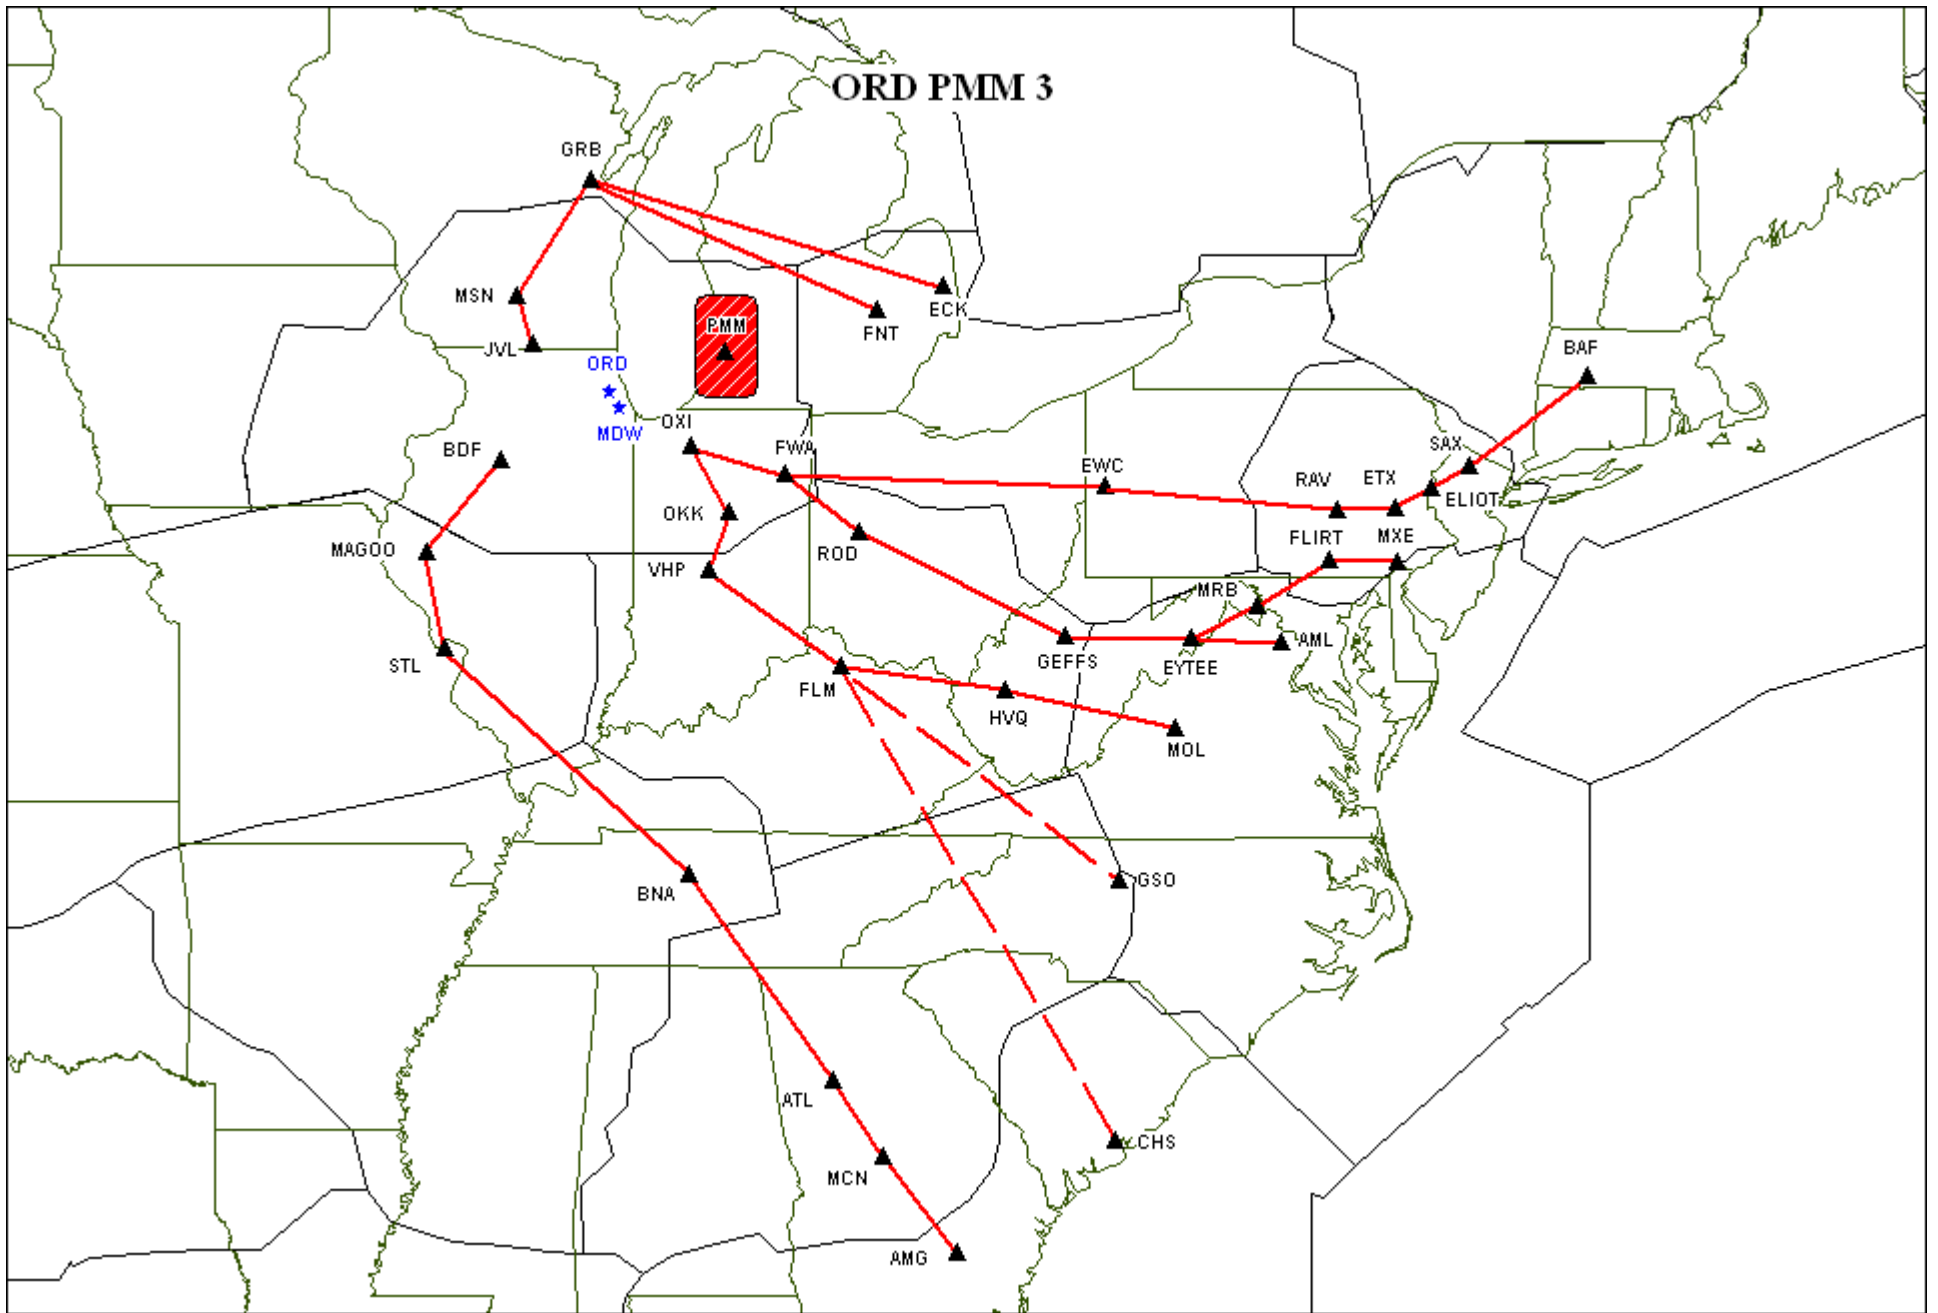 ORD PMM 3
GRB
MSN
ECK
PMM
FNT
JVL
BAF
ORD
OXI
MDW
BDF
FWA
SAX
EWC
RAV
ETX
ELIOT
OKK
FLIRT
MXE
MAGOO
ROD
VHP
MRB
AML
STL
GEFFS
EYTEE
FLM
HVQ
MOL
BNA
GSO
ATL
CHS
MCN
AMG